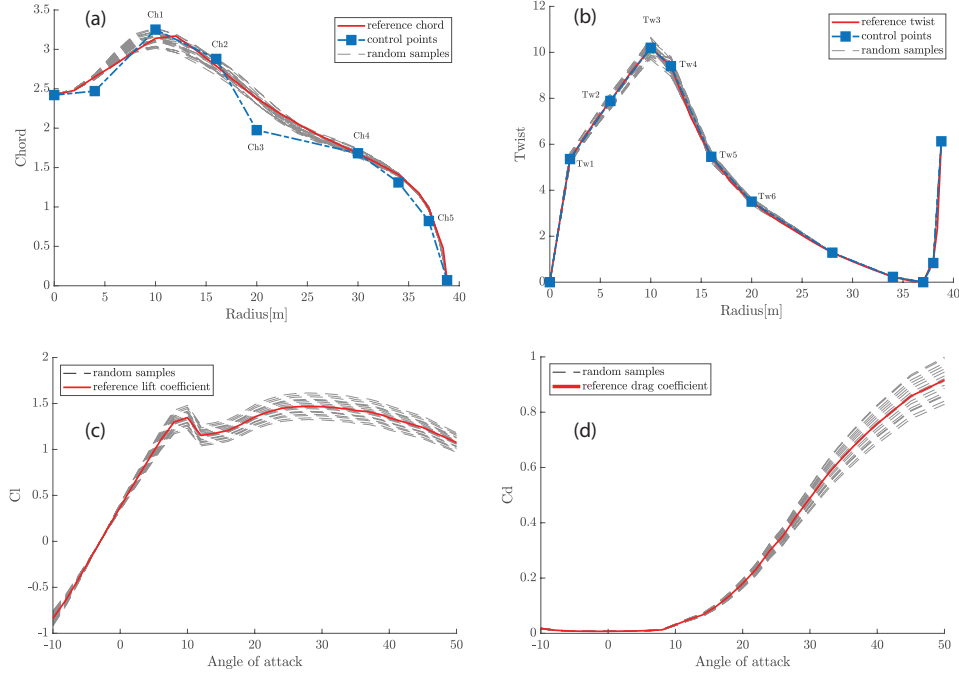 (a)
reference chord
control points
random samples
Ch1
Ch2
Ch3
Ch4
Ch5
3.5
3
2.5
2
1.5
1
0.5
0
Chord
0 5 10 15 20 25 30 35 40
Radius[m]
(b)
reference twist
control points
random samples
Tw3
Tw4
Tw2
Tw1
Tw5
Tw6
12
10
8
6
4
2
0
Twist
0 5 10 15 20 25 30 35 40
Radius[m]
random samples
reference lift coefficient
(c)
2
1.5
1
0.5
0
-0.5
-1
Cl
-10 0 10 20 30 40 50
Angle of attack
random samples
reference drag coefficient
(d)
1
0.8
0.6
0.4
0.2
0
Cd
-10 0 10 20 30 40 50
Angle of attack